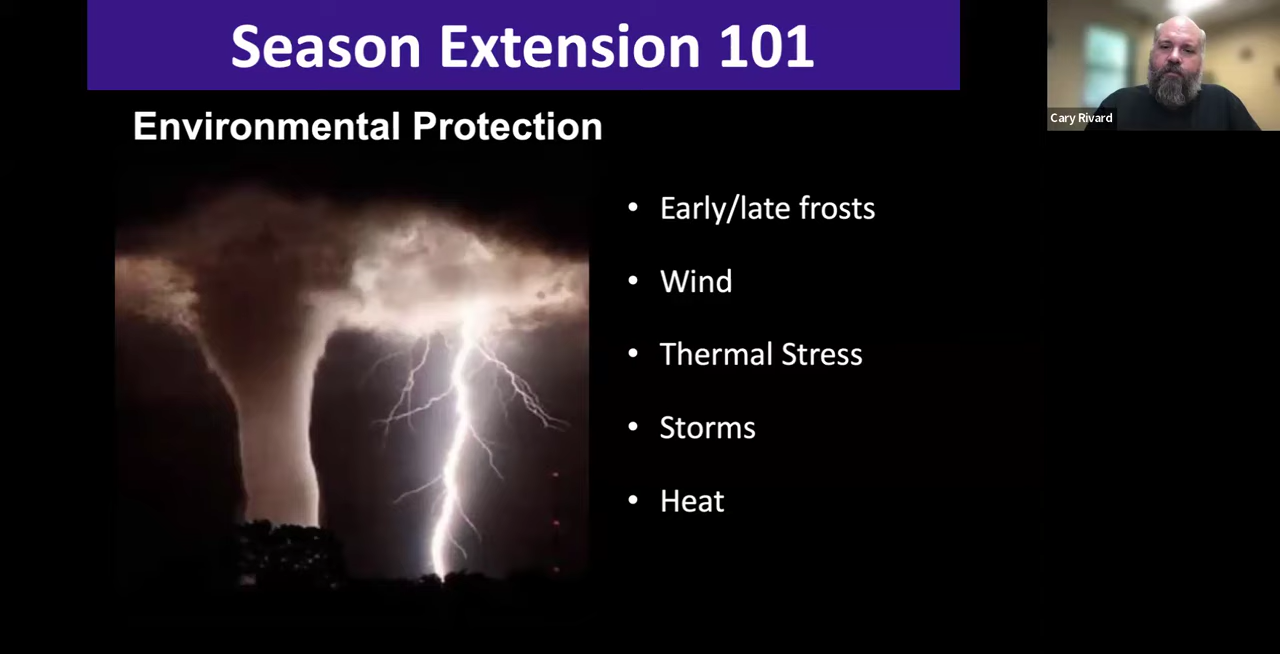 Season Extension 101
Cary Rivard
Environmental Protection
• Early/late frosts
• Wind
• Thermal Stress
• Storms
• Heat